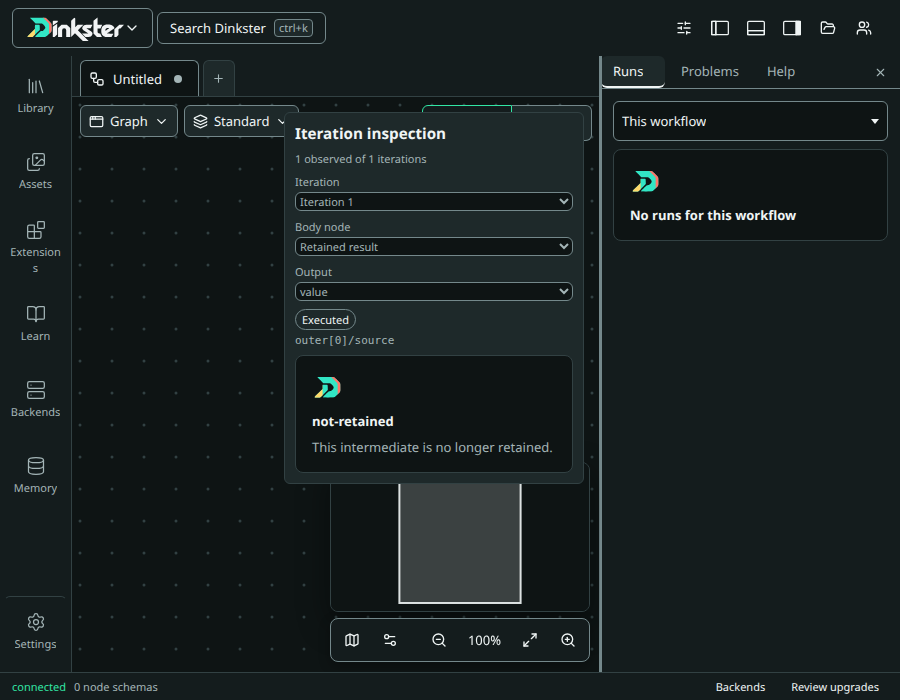 Dinkster
Search Dinkster ctrl+k
Library
Assets
Extension
s
Learn
Backends
Memory
Settings
Untitled
+
Graph
Standard
Iteration inspection
1 observed of 1 iterations
Iteration
Iteration 1
Body node
Retained result
Output
value
Executed
outer[0]/source
not-retained
This intermediate is no longer retained.
100%
Runs
Problems
Help
This workflow
No runs for this workflow
connected
0 node schemas
Backends
Review upgrades